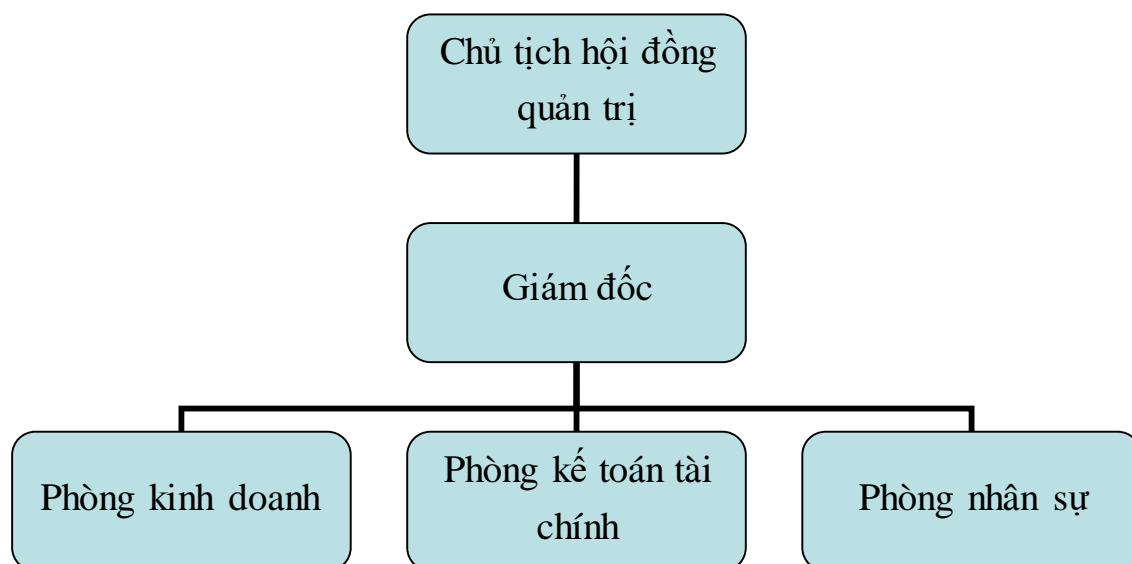 Chủ tịch hội đồng
quản trị
Giám đốc
Phòng kinh doanh
Phòng kế toán tài
chính
Phòng nhân sự